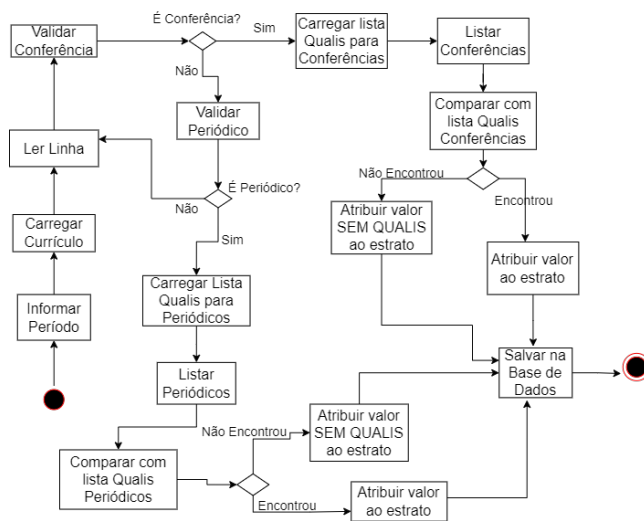 É Conferência?
Validar
Conferência
Sim
Carregar lista
Qualis para
Conferências
Listar
Conferências
Não
Validar
Periódico
Comparar com
lista Qualis
Conferências
Ler Linha
É Periódico?
Não
Não Encontrou
Encontrou
Carregar
Currículo
Sim
Atribuir valor
SEM QUALIS
ao estrato
Atribuir valor
ao estrato
Carregar Lista
Qualis para
Periódicos
Informar
Período
Listar
Periódicos
Salvar na
Base de
Dados
Não Encontrou
Atribuir valor
SEM QUALIS
ao estrato
Comparar com
lista Qualis
Periódicos
Encontrou
Atribuir valor
ao estrato